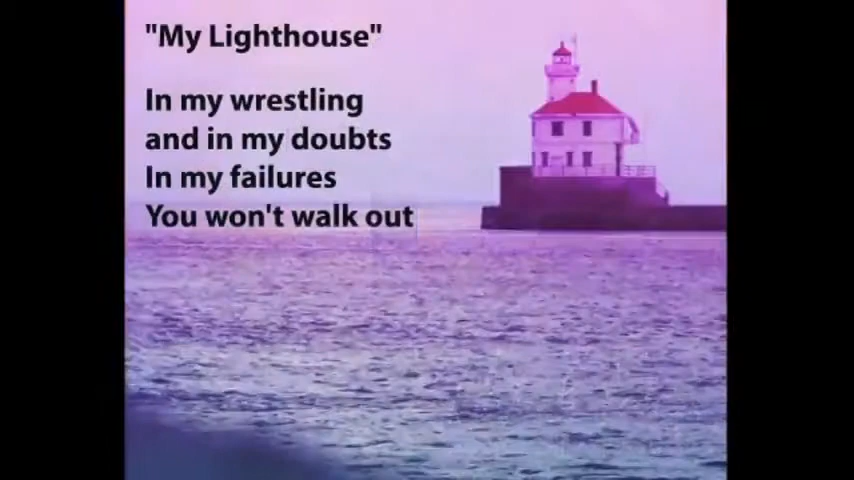 "My Lighthouse"
In my wrestling
and in my doubts
In my failures
You won't walk out